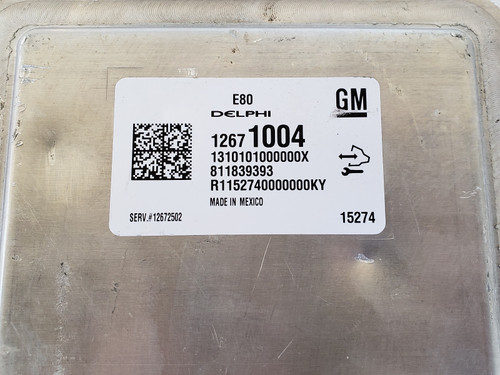 E80
GM
DELPHI
1267 1004
1310101000000X
811839393
R1152740000000KY
MADE IN MEXICO
SERV.#12672502
15274